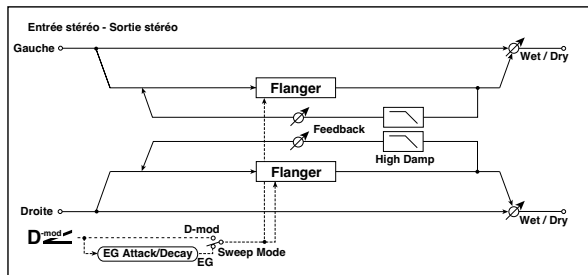 Entrée stéréo - Sortie stéréo
Gauche
Wet / Dry
Flanger
Feedback
High Damp
Flanger
Droite
Wet / Dry
D-mod
D-mod
EG Attack/Decay
EG
Sweep Mode